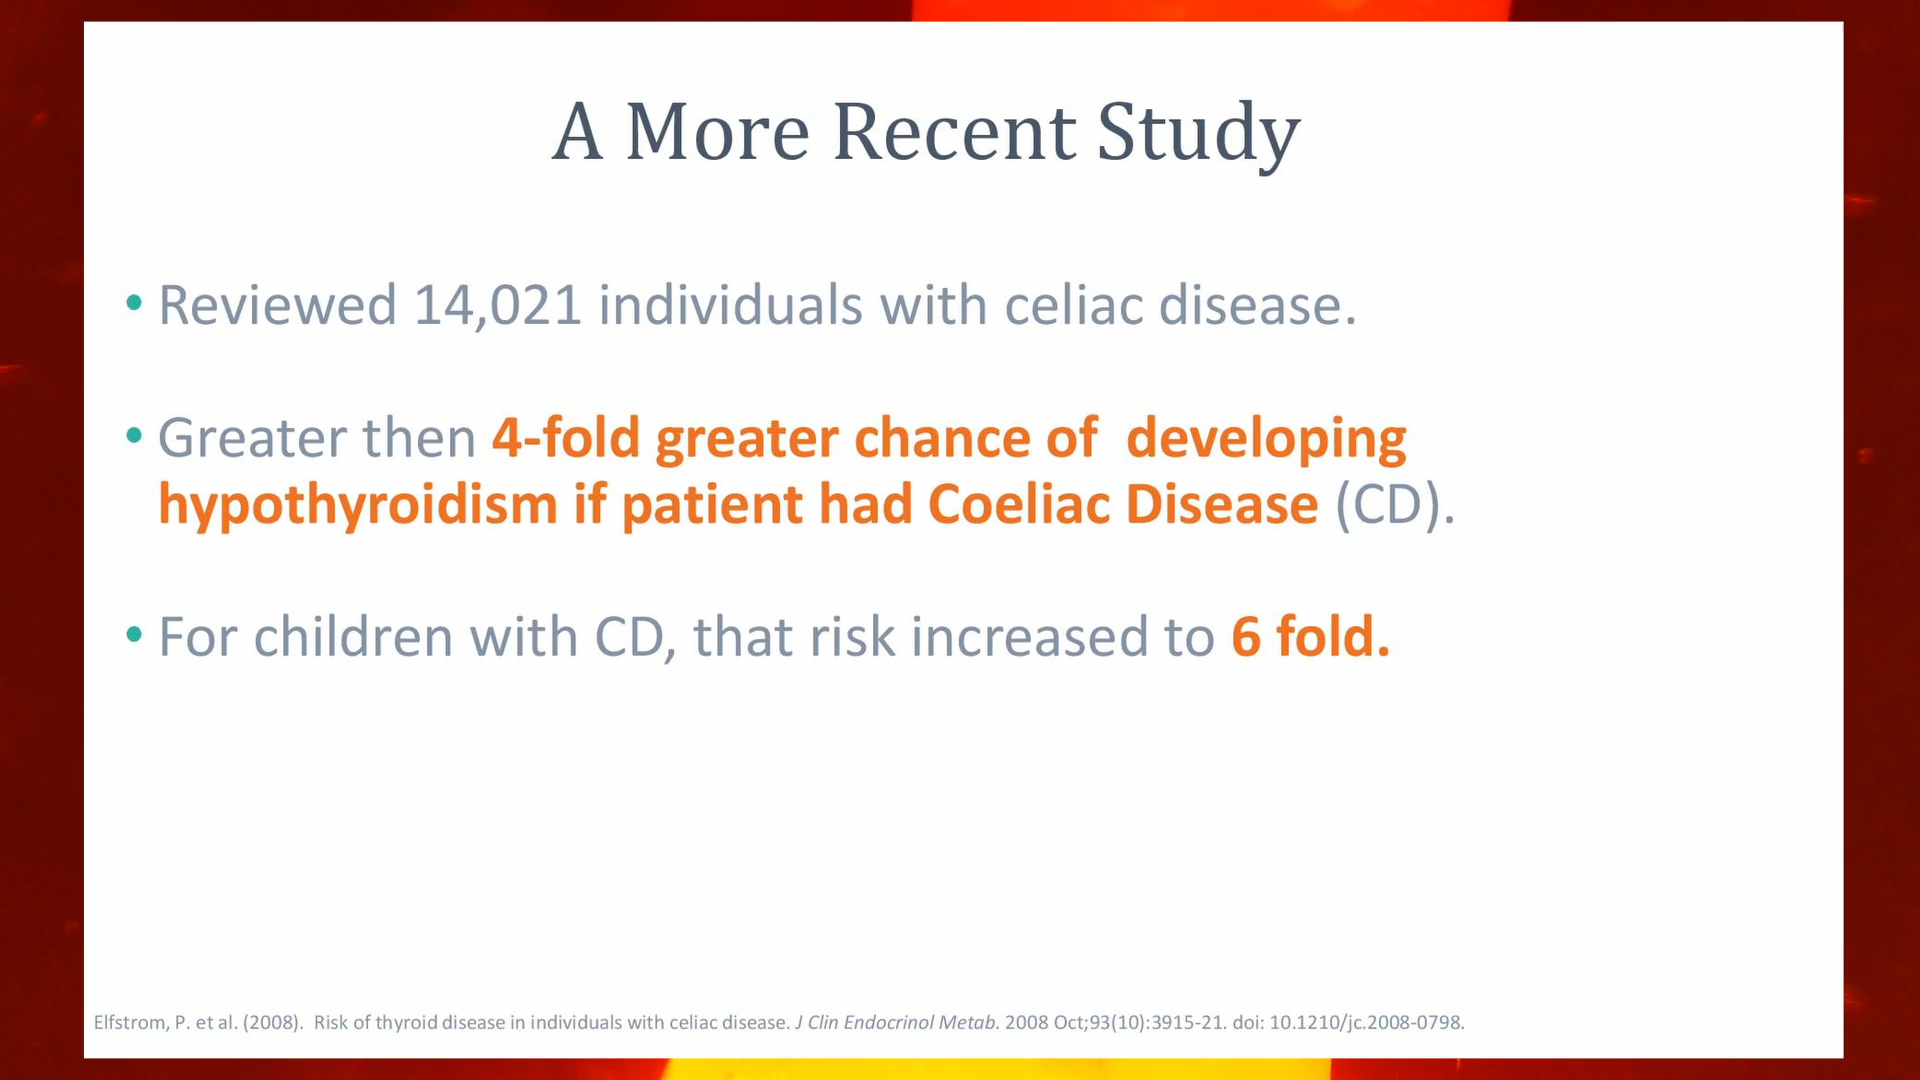 A More Recent Study
• Reviewed 14,021 individuals with celiac disease.
• Greater then 4-fold greater chance of  developing
hypothyroidism if patient had Coeliac Disease (CD).
• For children with CD, that risk increased to 6 fold.
Elfstrom, P. et al. (2008).  Risk of thyroid disease in individuals with celiac disease. J Clin Endocrinol Metab. 2008 Oct;93(10):3915-21. doi: 10.1210/jc.2008-0798.